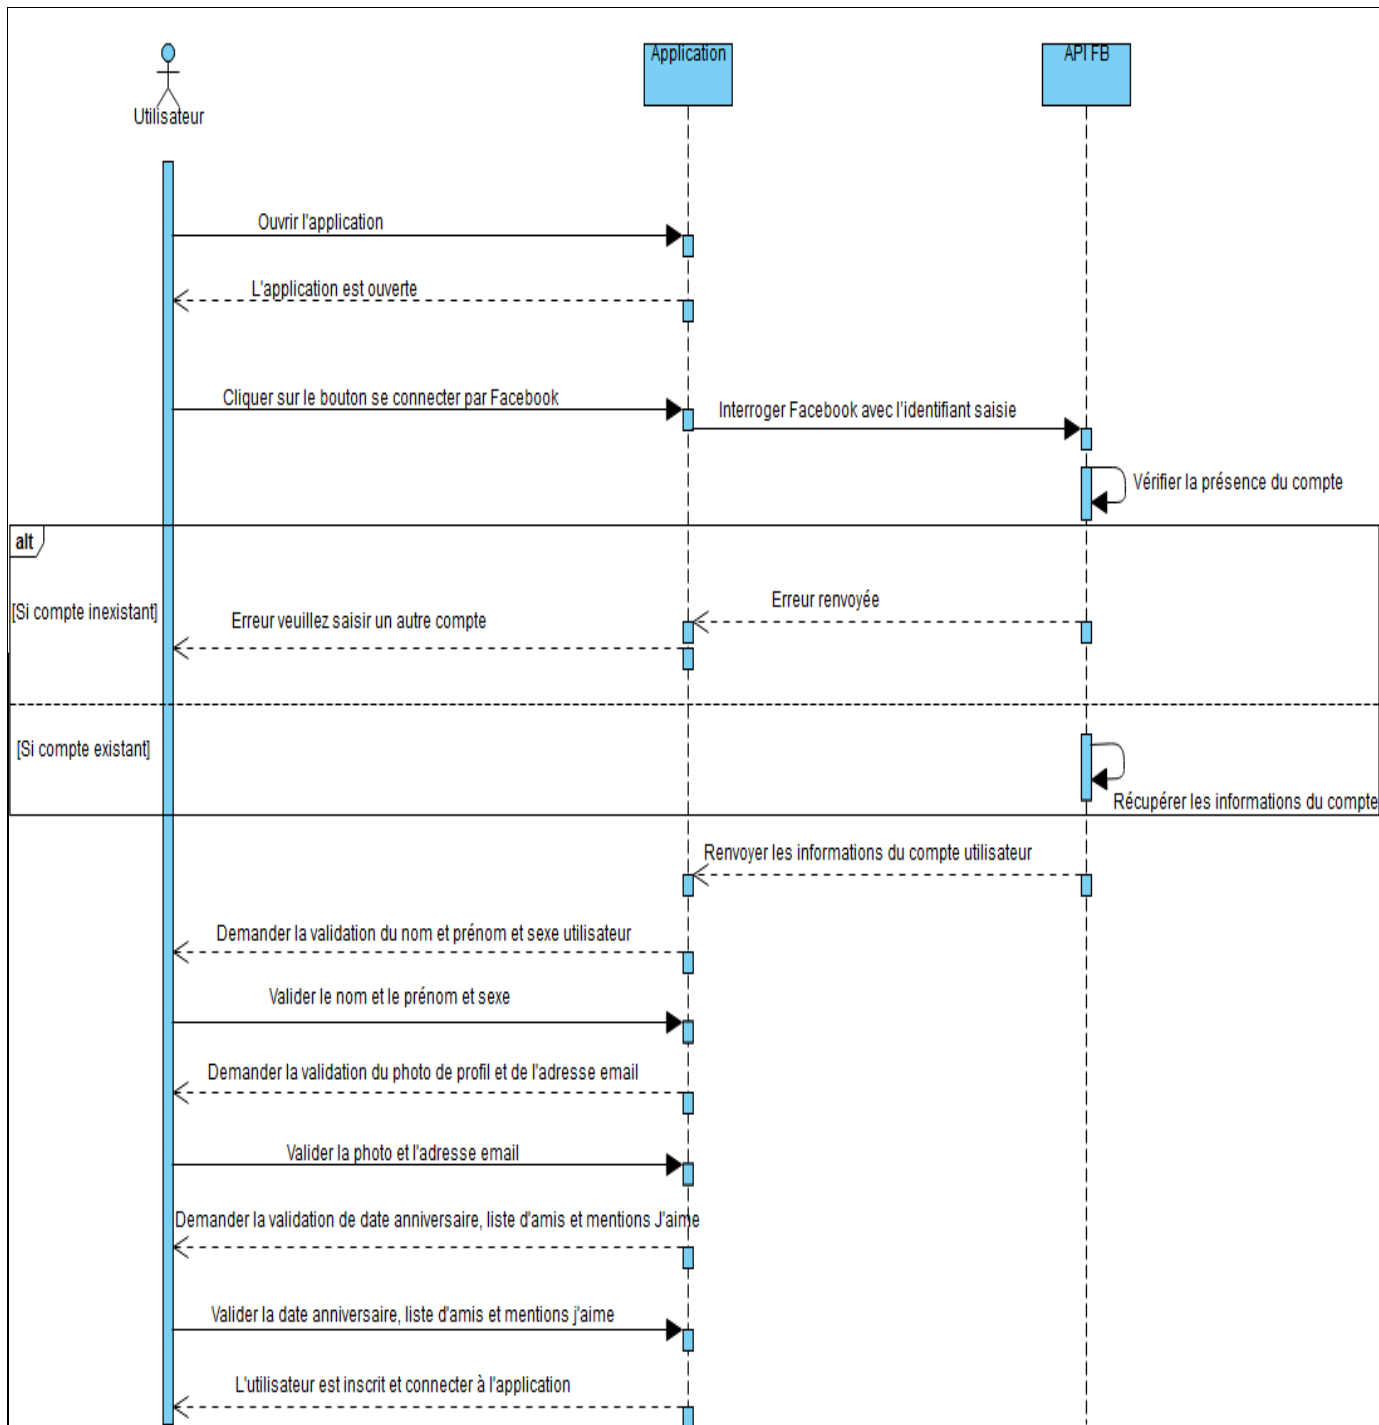 Application
API FB
Utilisateur
Ouvrir l'application
L'application est ouverte
Cliquer sur le bouton se connecter par Facebook
Interroger Facebook avec l'identifiant saisie
Vérifier la présence du compte
alt
[Si compte inexistant]
Erreur renvoyée
Erreur veuillez saisir un autre compte
[Si compte existant]
Récupérer les informations du compte
Renvoyer les informations du compte utilisateur
Demander la validation du nom et prénom et sexe utilisateur
Valider le nom et le prénom et sexe
Demander la validation du photo de profil et de l'adresse email
Valider la photo et l'adresse email
Demander la validation de date anniversaire, liste d'amis et mentions J'aime
Valider la date anniversaire, liste d'amis et mentions j'aime
L'utilisateur est inscrit et connecter à l'application